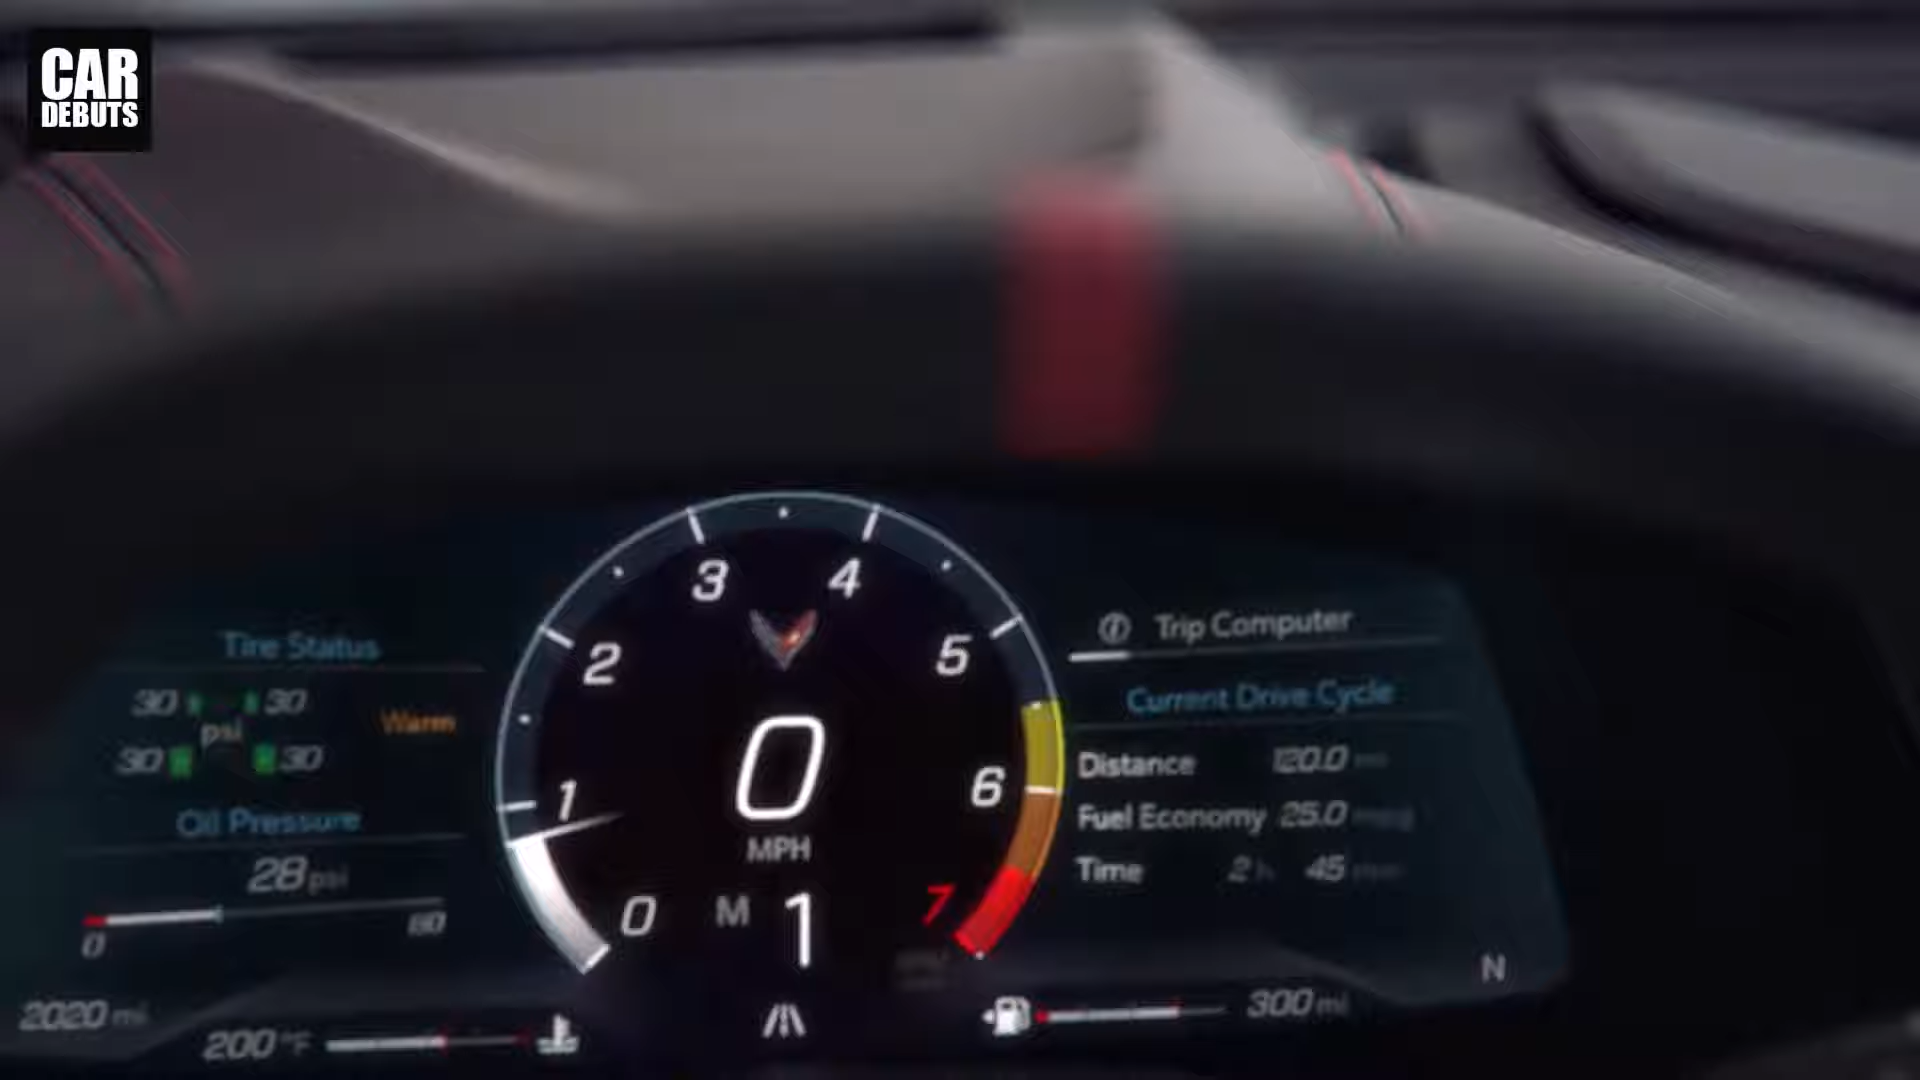 CAR
DEBUTS
3 4
2 5
1 6
0 7
0
MPH
M 1
Tire Status
30 30
psi Warm
30 30
Oil Pressure
28 psi
0 80
2020 mi
200 °F
Trip Computer
Current Drive Cycle
Distance 120.0
Fuel Economy 25.0
Time 2 h 45
N
300 mi